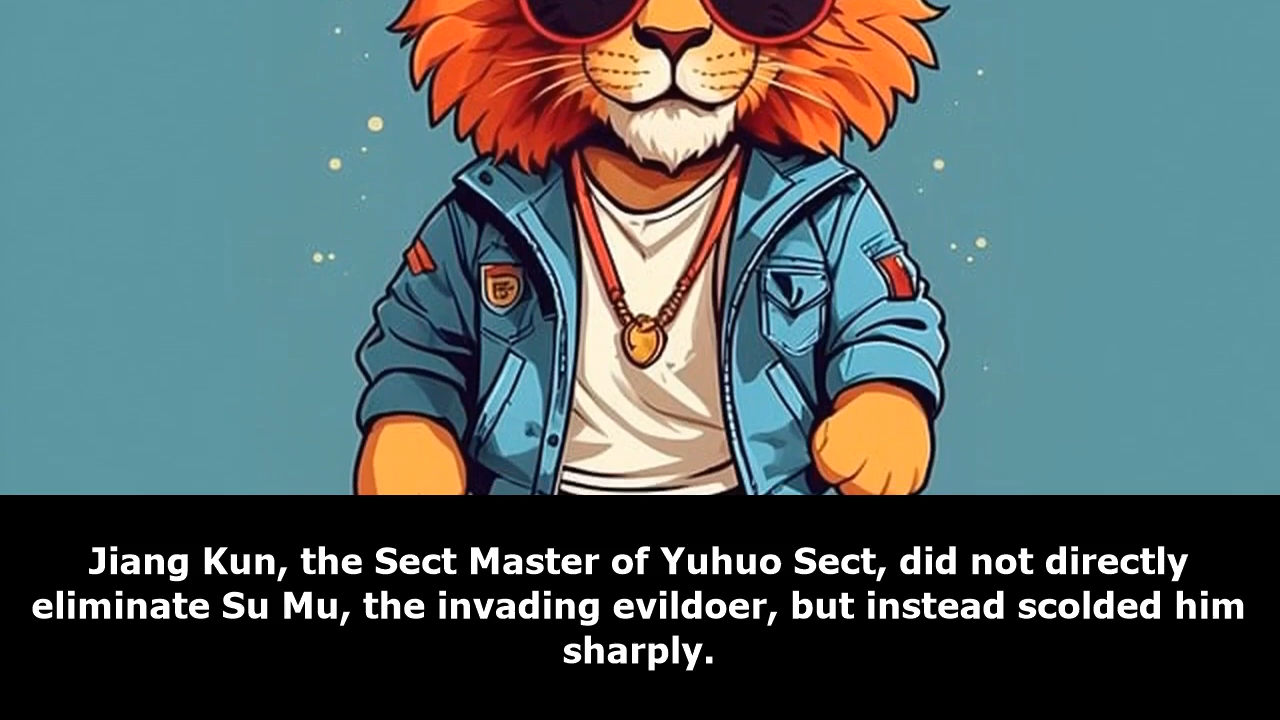 Jiang Kun, the Sect Master of Yuhuo Sect, did not directly
eliminate Su Mu, the invading evildoer, but instead scolded him
sharply.